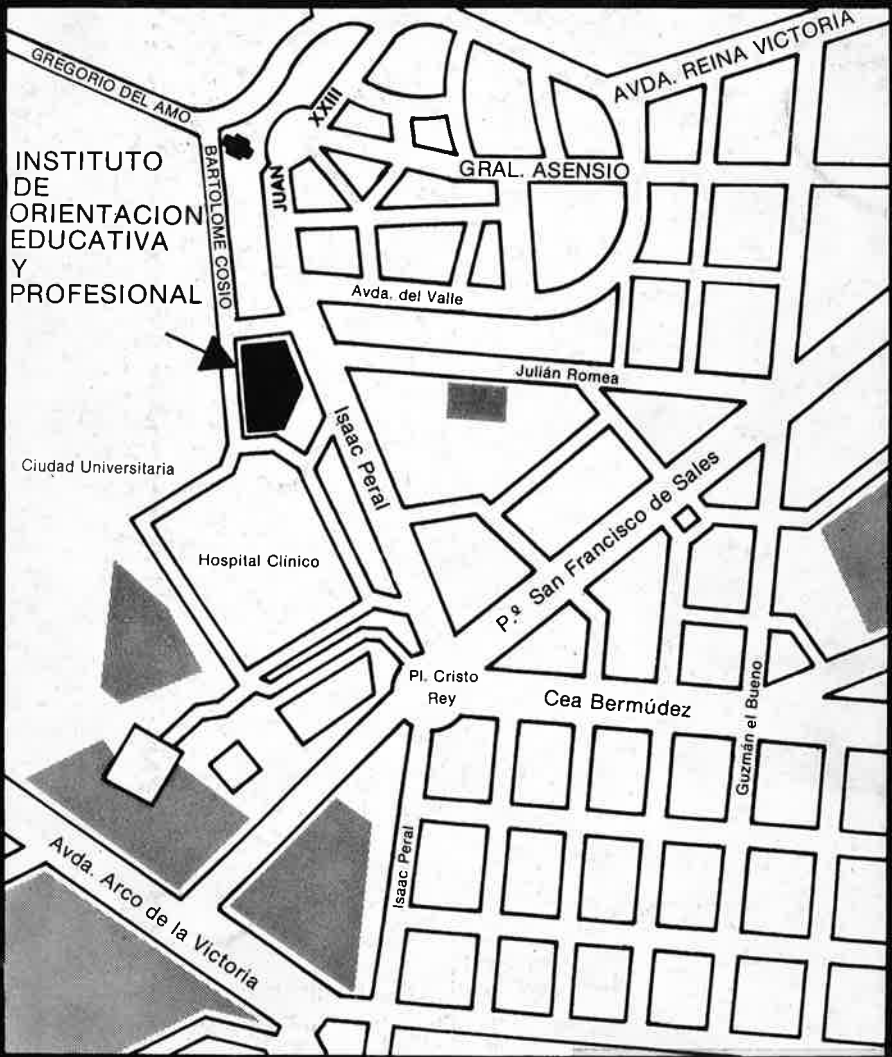 AVDA. REINA VICTORIA
GREGORIO DEL AMO
XXIII
JUAN
BARTOLOME COSIO
GRAL. ASENSIO
INSTITUTO
DE
ORIENTACION
EDUCATIVA
Y
PROFESIONAL
Avda. del Valle
Julián Romea
Isaac Peral
Ciudad Universitaria
Hospital Clínico
P.º San Francisco de Sales
Pl. Cristo
Rey
Cea Bermúdez
Guzmán el Bueno
Isaac Peral
Avda. Arco de la Victoria